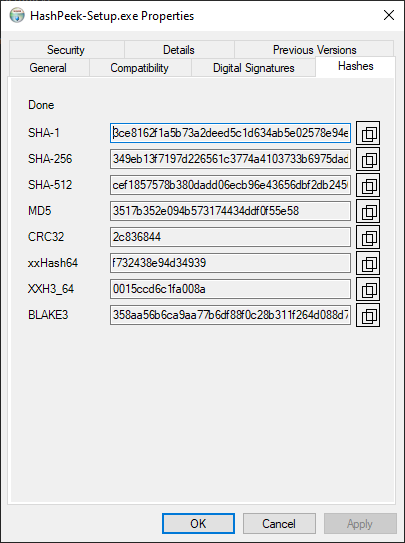 HashPeek-Setup.exe Properties
Security Details Previous Versions
General Compatibility Digital Signatures Hashes
Done
SHA-1 3ce8162f1a5b73a2deed5c1d634ab5e02578e94e
SHA-256 349eb13f7197d226561c3774a4103733b6975dad
SHA-512 cef1857578b380dadd06ecb96e43656dbf2db245
MD5 3517b352e094b573174434ddf0f55e58
CRC32 2c836844
xxHash64 f732438e94d34939
XXH3_64 0015ccd6c1fa008a
BLAKE3 358aa56b6ca9aa77b6df88f0c28b311f264d088d7
OK Cancel Apply